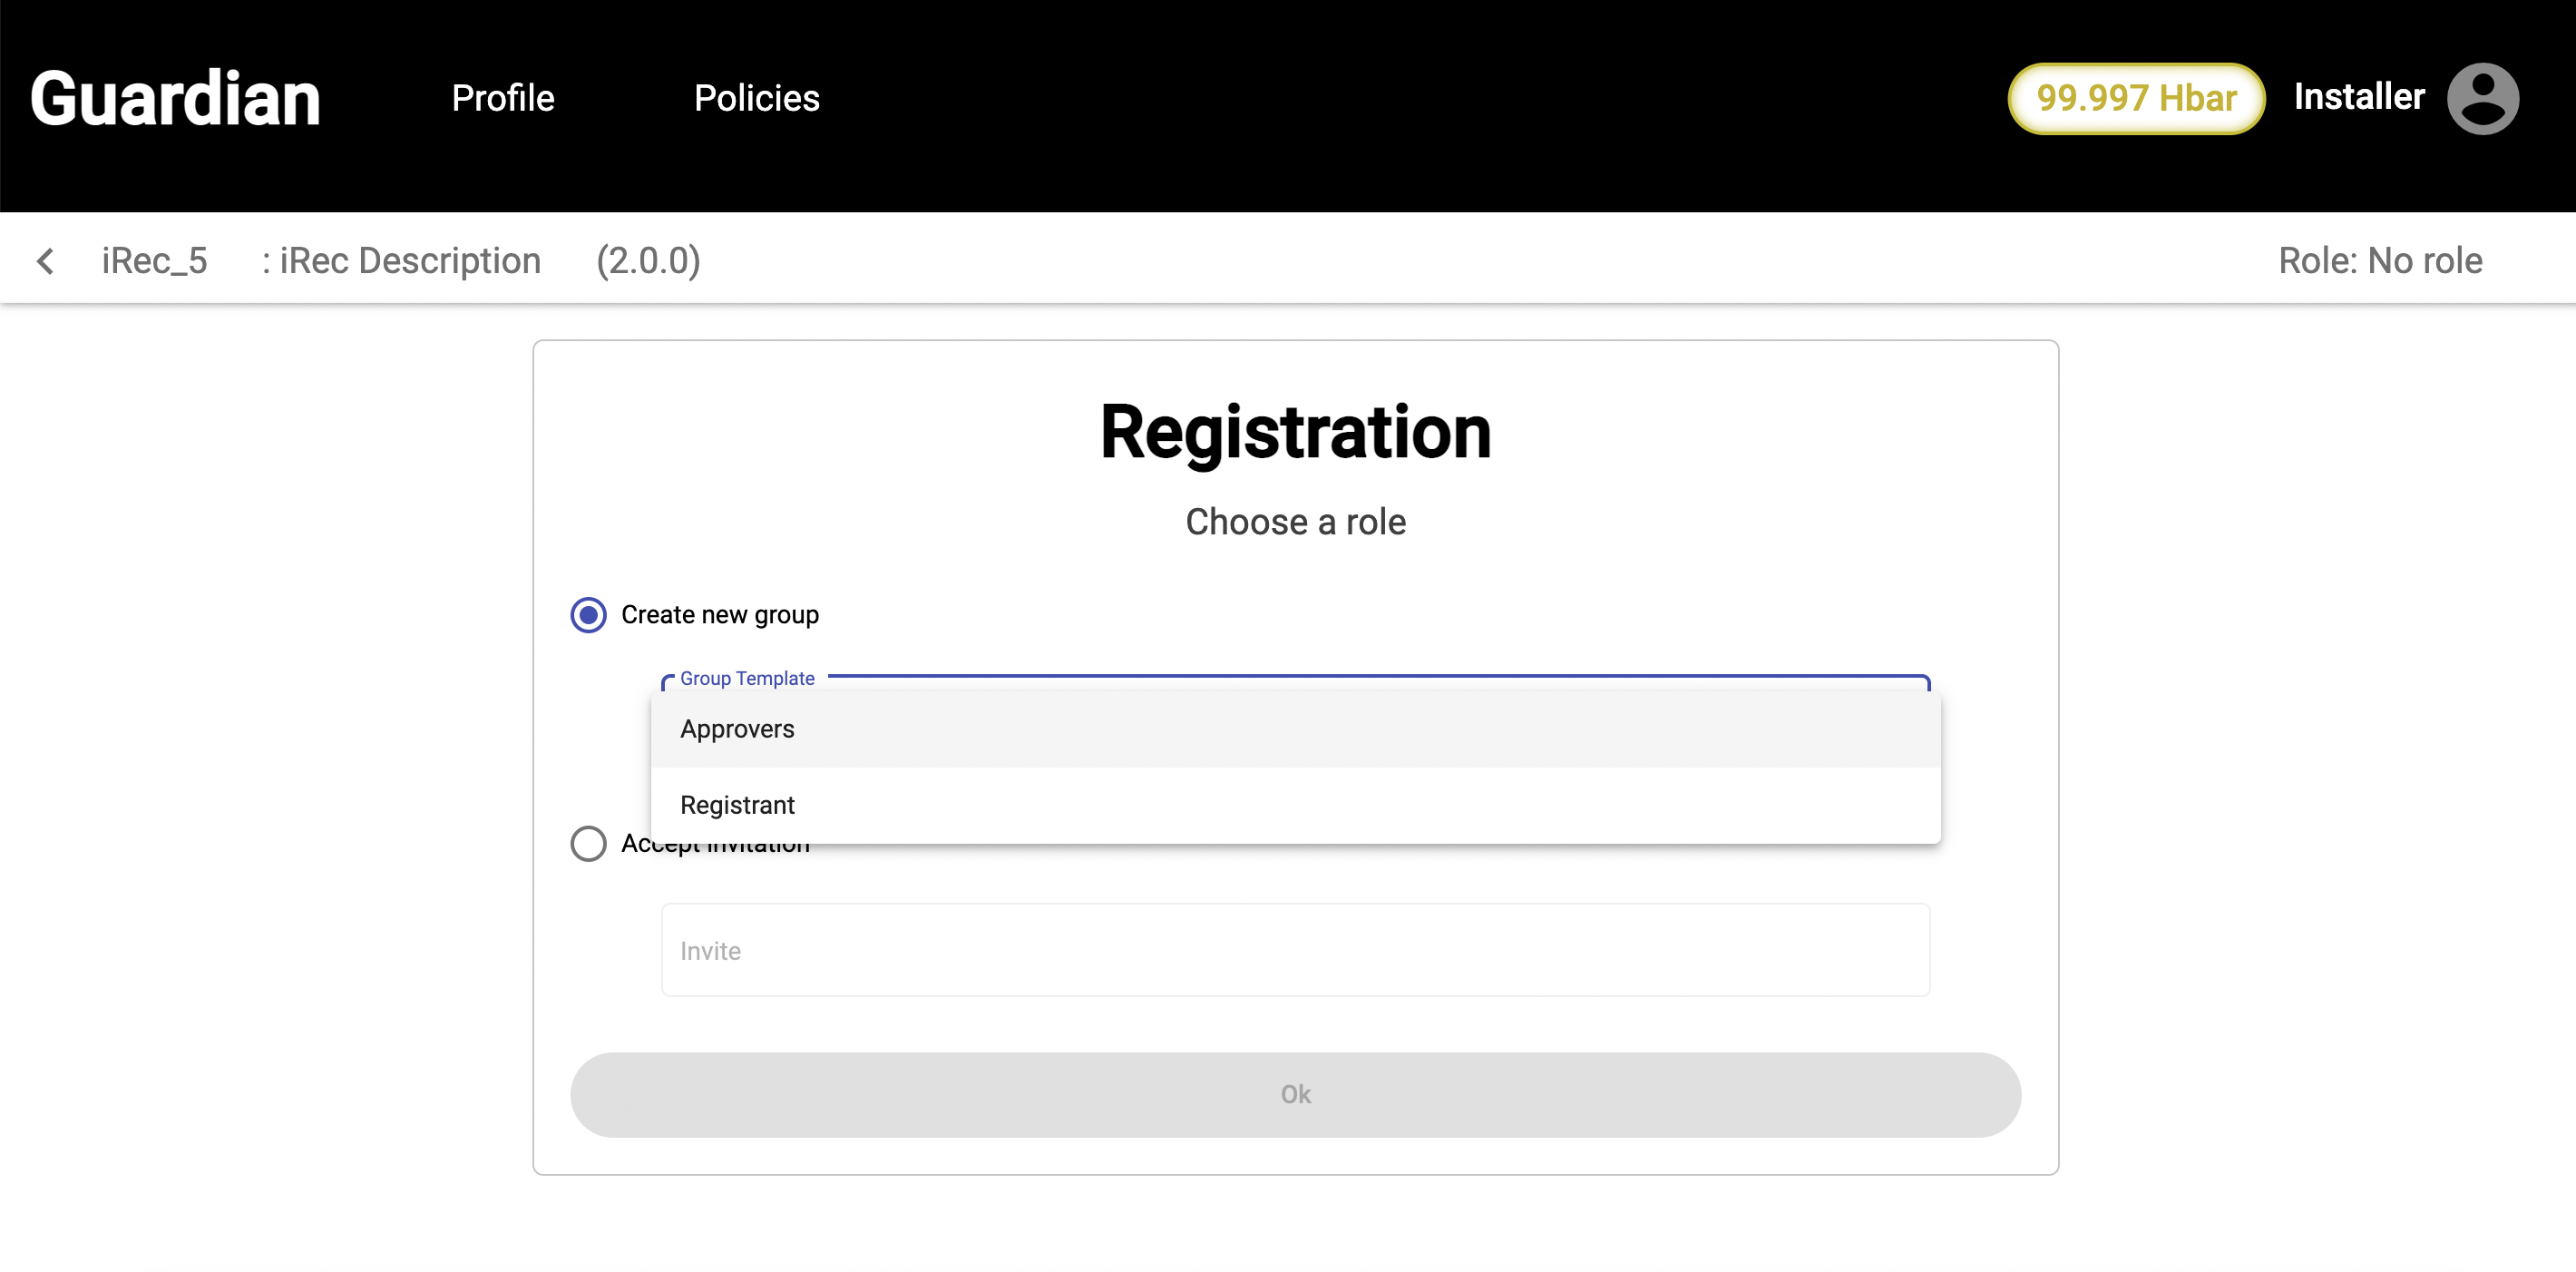 Guardian Profile Policies 99.997 Hbar Installer
iRec_5 : iRec Description (2.0.0) Role: No role
Registration
Choose a role
Create new group
Group Template
Approvers
Registrant
Accept invitation
Invite
Ok